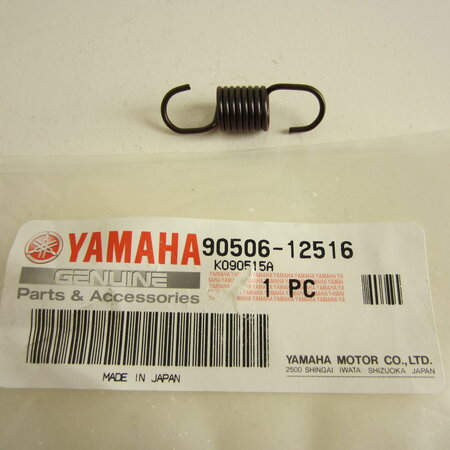 YAMAHA 90506-12516
GENUINE K090515A
Parts & Accessories 1 PC
YAMAHA MOTOR CO.,LTD.
2500 SHINGAI IWATA SHIZUOKA JAPAN
MADE IN JAPAN